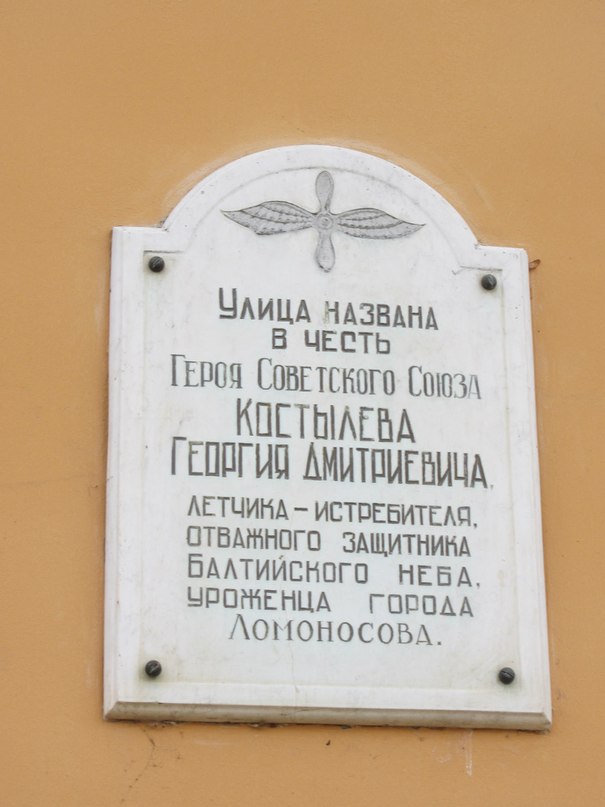 Улица названа
в честь
Героя Советского Союза
Костылева
Георгия Дмитриевича,
летчика-истребителя,
отважного защитника
Балтийского неба,
уроженца города
Ломоносова.